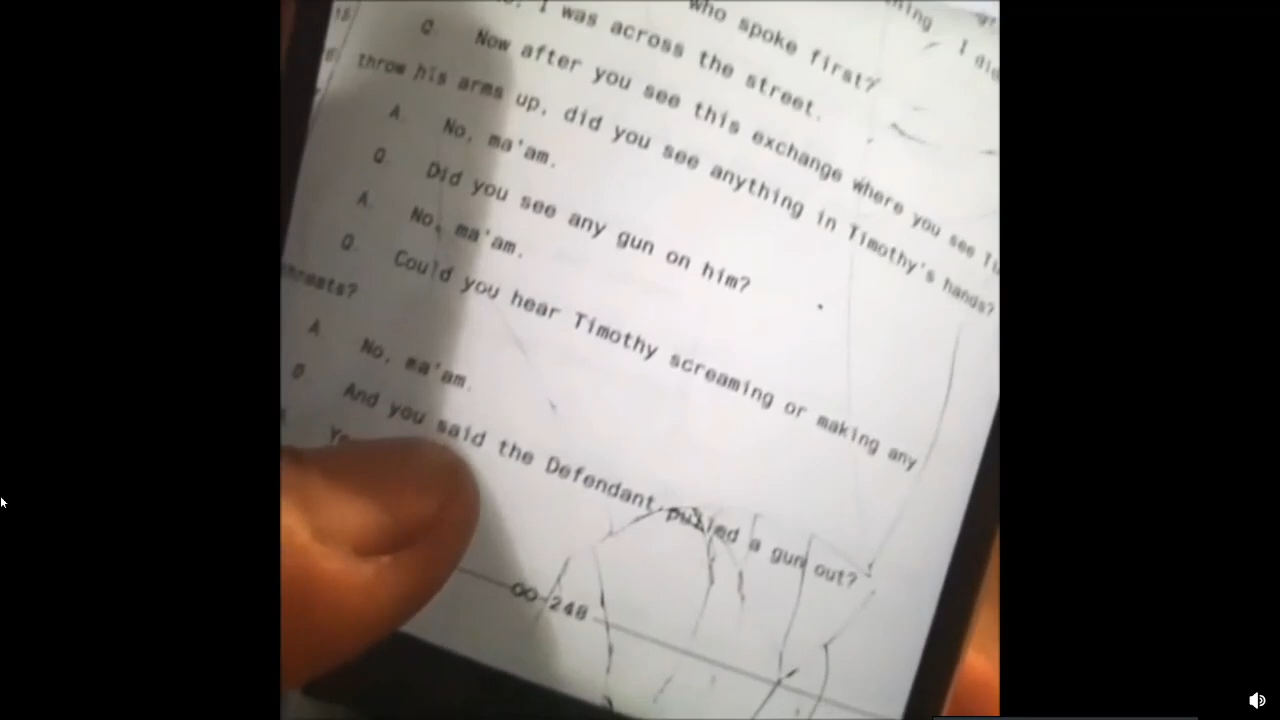 who spoke first?
I was across the street.
Q. Now after you see this exchange where you see
throw his arms up, did you see anything in Timothy's hands?
A. No, ma'am.
Q Did you see any gun on him?
A. No, ma'am.
Q. Could you hear Timothy screaming or making any
threats?
A No, ma'am.
Q And you said the Defendant pulled a gun out?
OO-248